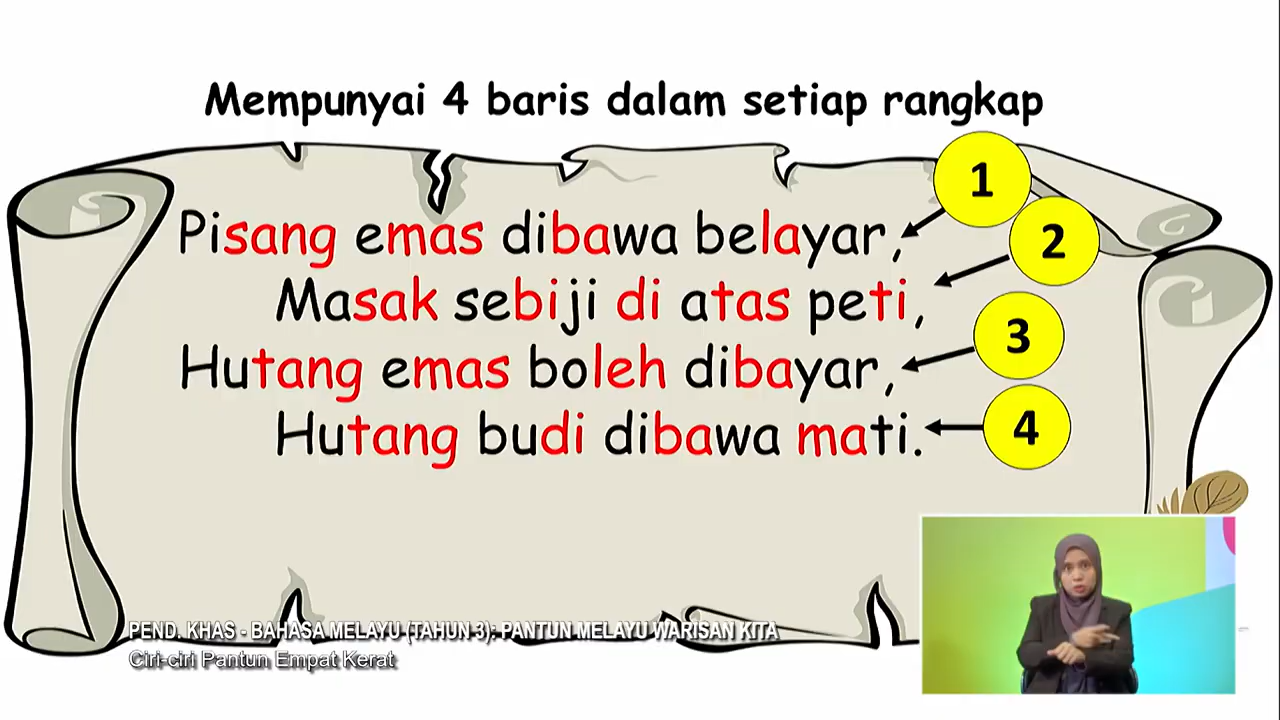 Mempunyai 4 baris dalam setiap rangkap
Pisang emas dibawa belayar,
1
Masak sebiji di atas peti,
2
Hutang emas boleh dibayar,
3
Hutang budi dibawa mati.
4
PEND. KHAS - BAHASA MELAYU (TAHUN 3): PANTUN MELAYU WARISAN KITA
Ciri-ciri Pantun Empat Kerat